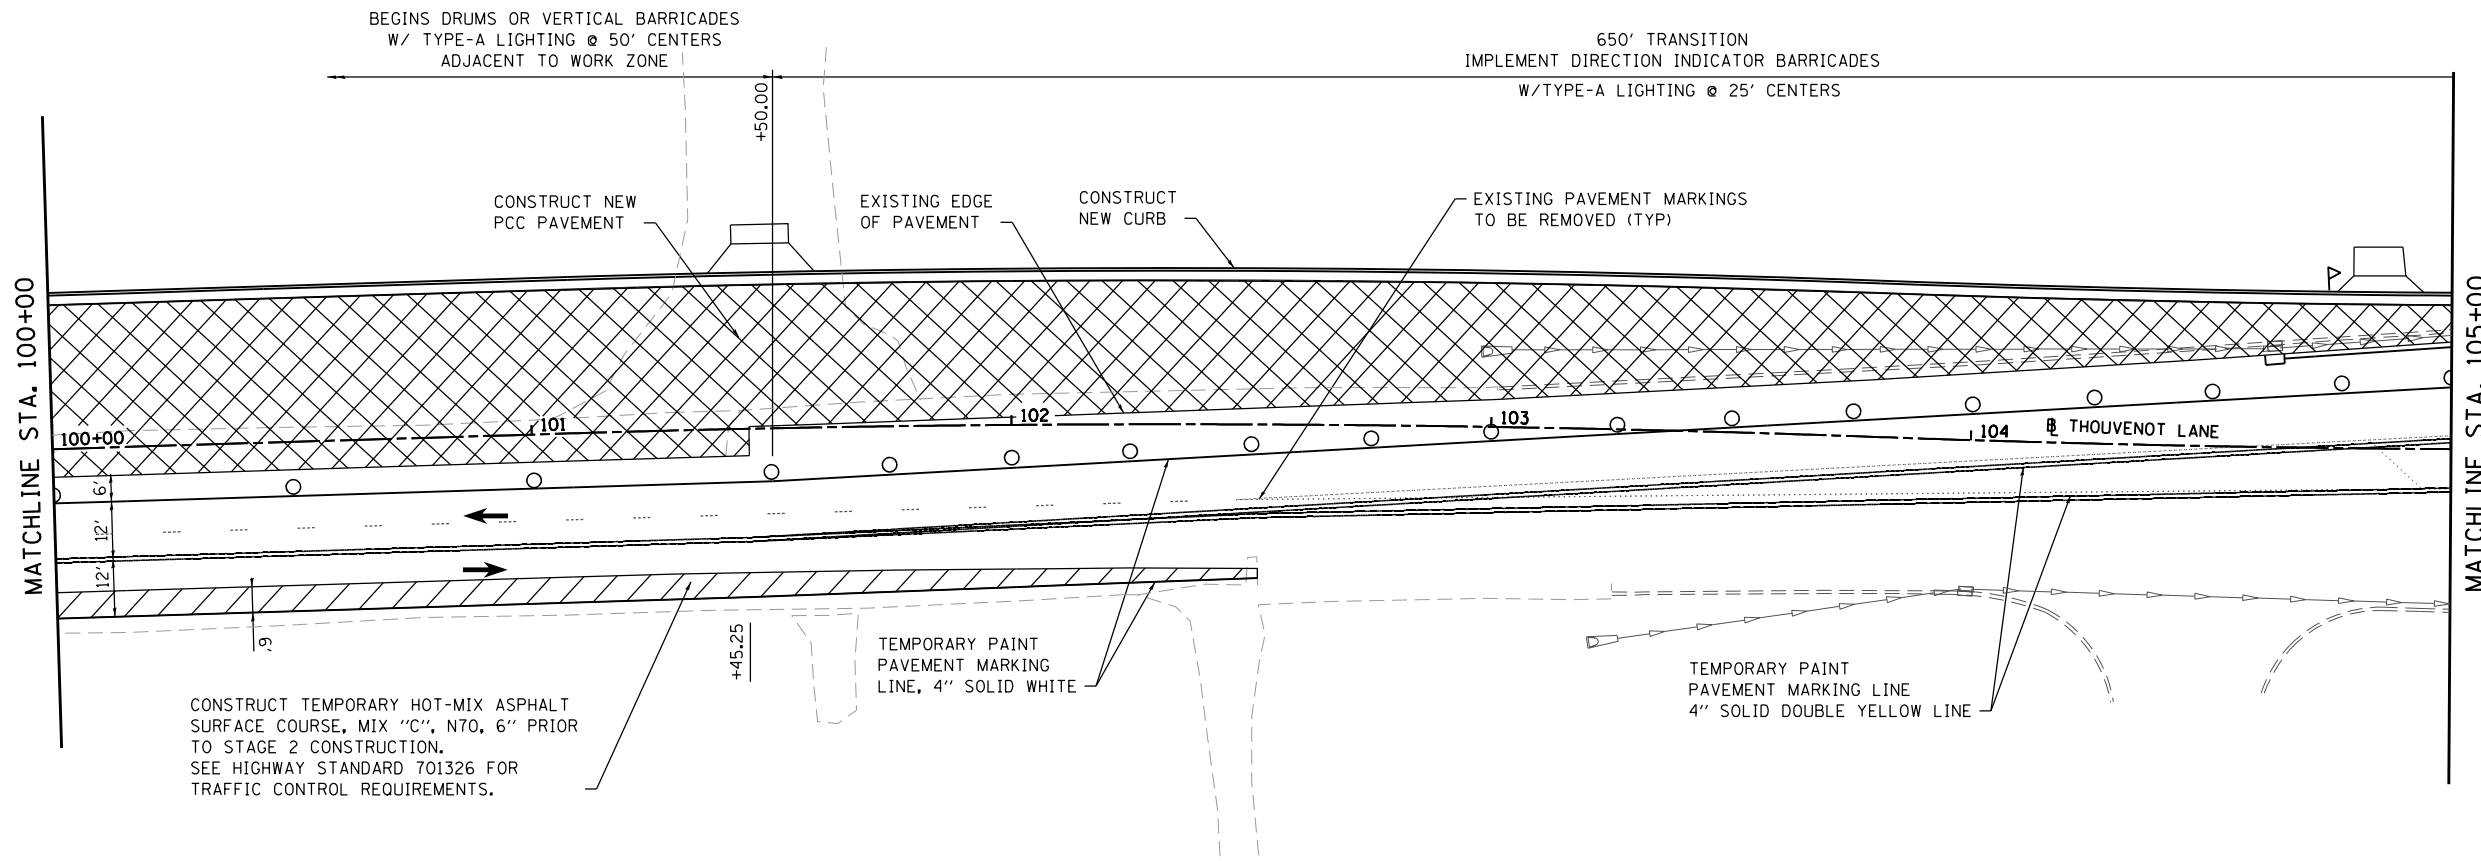 BEGINS DRUMS OR VERTICAL BARRICADES
W/ TYPE-A LIGHTING @ 50' CENTERS
ADJACENT TO WORK ZONE
650' TRANSITION
IMPLEMENT DIRECTION INDICATOR BARRICADES
W/TYPE-A LIGHTING @ 25' CENTERS
+50.00
CONSTRUCT NEW
PCC PAVEMENT
EXISTING EDGE
OF PAVEMENT
CONSTRUCT
NEW CURB
EXISTING PAVEMENT MARKINGS
TO BE REMOVED (TYP)
MATCHLINE STA. 100+00
MATCHLINE STA. 105+00
100+00
101
102
103
104
THOUVENOT LANE
6'
12'
12'
6'
+45.25
TEMPORARY PAINT
PAVEMENT MARKING
LINE, 4" SOLID WHITE
TEMPORARY PAINT
PAVEMENT MARKING LINE
4" SOLID DOUBLE YELLOW LINE
CONSTRUCT TEMPORARY HOT-MIX ASPHALT
SURFACE COURSE, MIX "C", N70, 6" PRIOR
TO STAGE 2 CONSTRUCTION.
SEE HIGHWAY STANDARD 701326 FOR
TRAFFIC CONTROL REQUIREMENTS.